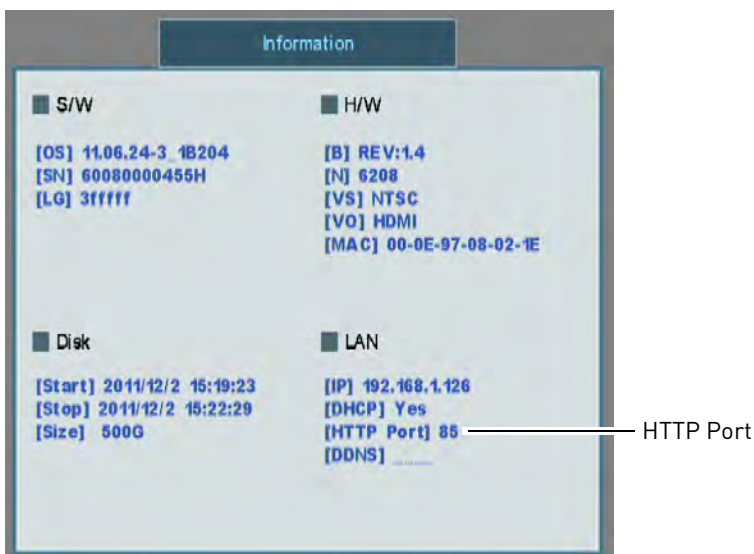 Information
S/W
[OS] 11.06.24-3_1B204
[SN] 60080000455H
[LG] 3fffff
H/W
[B] REV:1.4
[N] 6208
[VS] NTSC
[VO] HDMI
[MAC] 00-0E-97-08-02-1E
Disk
[Start] 2011/12/2 15:19:23
[Stop] 2011/12/2 15:22:29
[Size] 500G
LAN
[IP] 192.168.1.126
[DHCP] Yes
[HTTP Port] 85
[DDNS] _____
HTTP Port